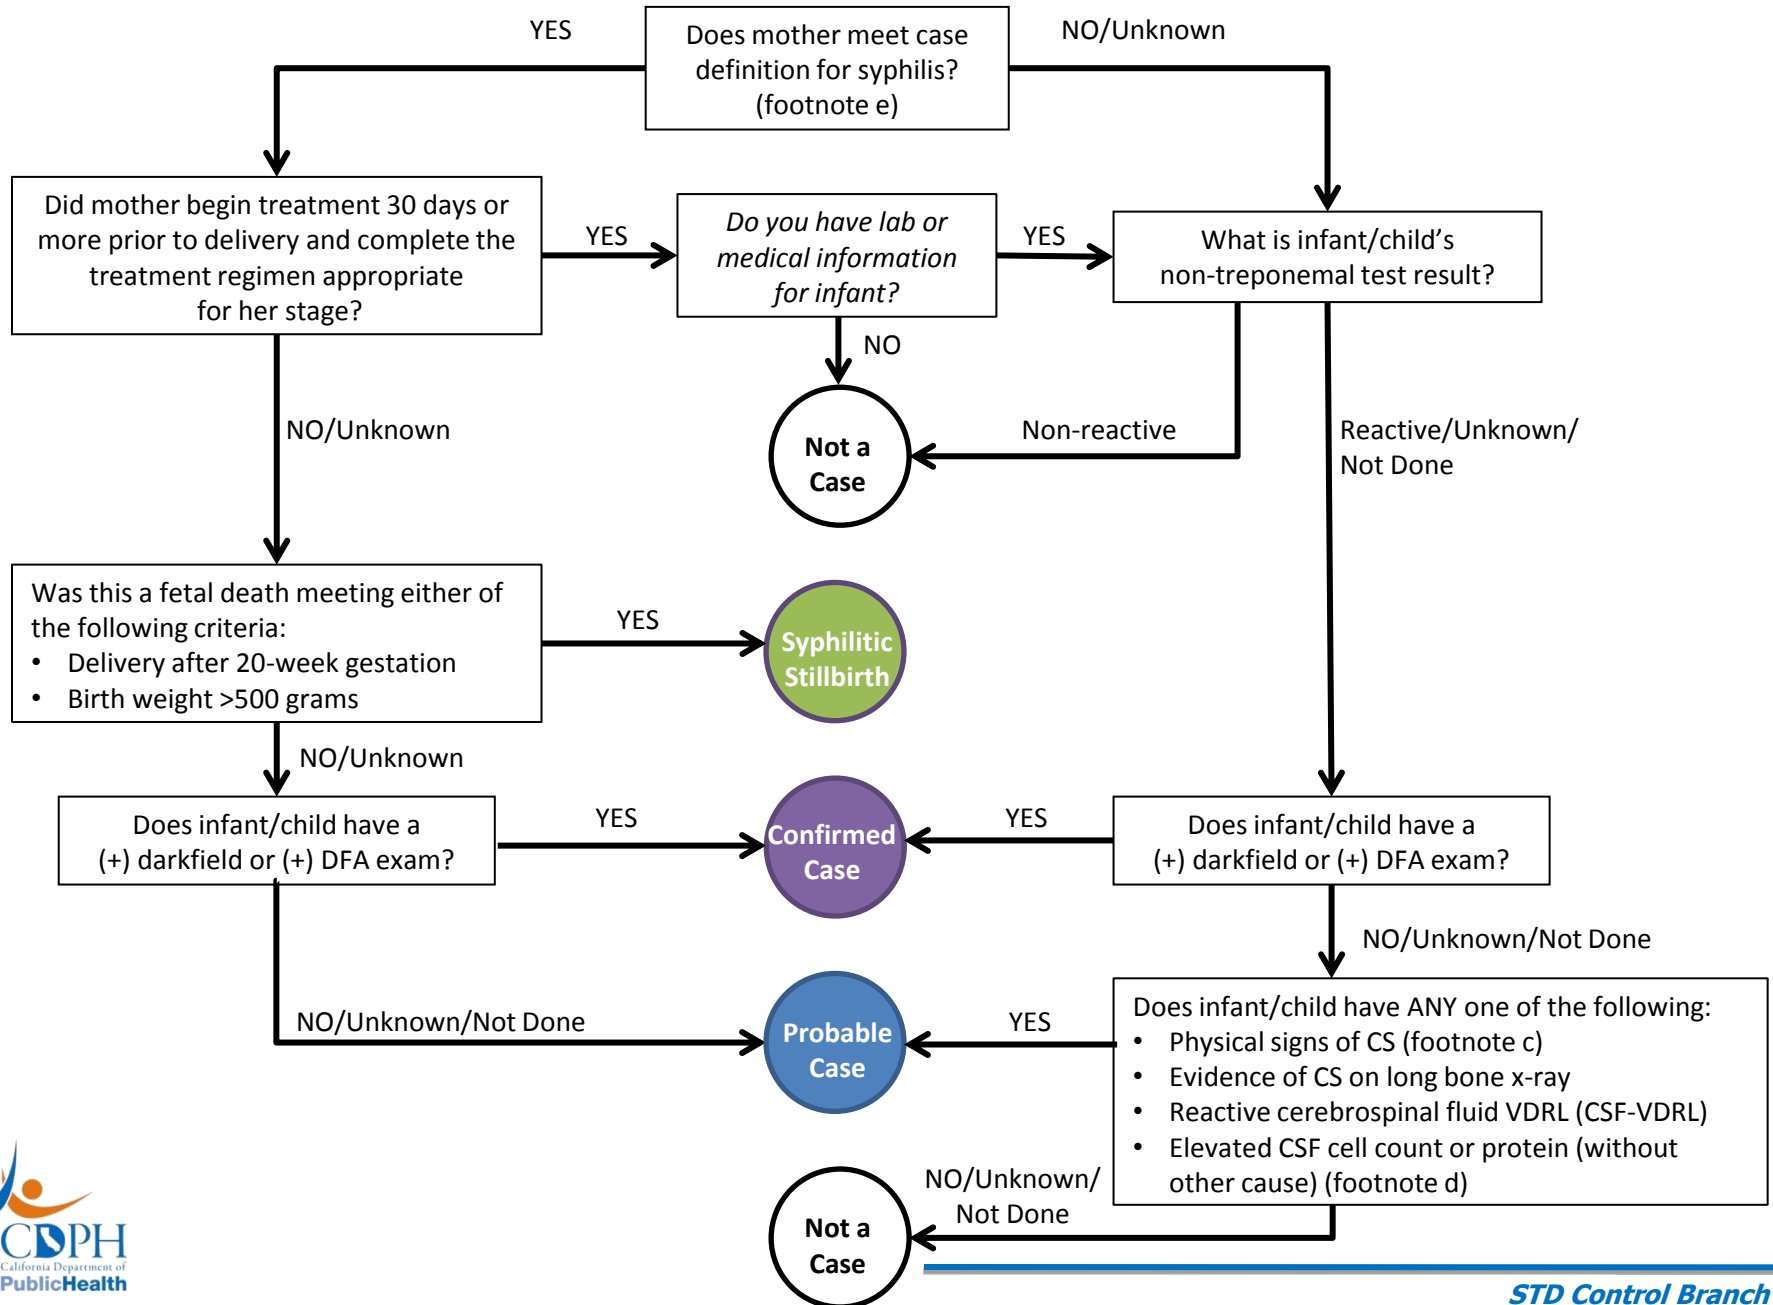 YES
Does mother meet case
definition for syphilis?
(footnote e)
NO/Unknown
Did mother begin treatment 30 days or
more prior to delivery and complete the
treatment regimen appropriate
for her stage?
YES
Do you have lab or
medical information
for infant?
YES
What is infant/child's
non-treponemal test result?
NO
NO/Unknown
Not a
Case
Non-reactive
Reactive/Unknown/
Not Done
Was this a fetal death meeting either of
the following criteria:
• Delivery after 20-week gestation
• Birth weight >500 grams
YES
Syphilitic
Stillbirth
NO/Unknown
Does infant/child have a
(+) darkfield or (+) DFA exam?
YES
Confirmed
Case
YES
Does infant/child have a
(+) darkfield or (+) DFA exam?
NO/Unknown/Not Done
NO/Unknown/Not Done
Probable
Case
YES
Does infant/child have ANY one of the following:
• Physical signs of CS (footnote c)
• Evidence of CS on long bone x-ray
• Reactive cerebrospinal fluid VDRL (CSF-VDRL)
• Elevated CSF cell count or protein (without
other cause) (footnote d)
NO/Unknown/
Not Done
Not a
Case
CDPH
California Department of
PublicHealth
STD Control Branch